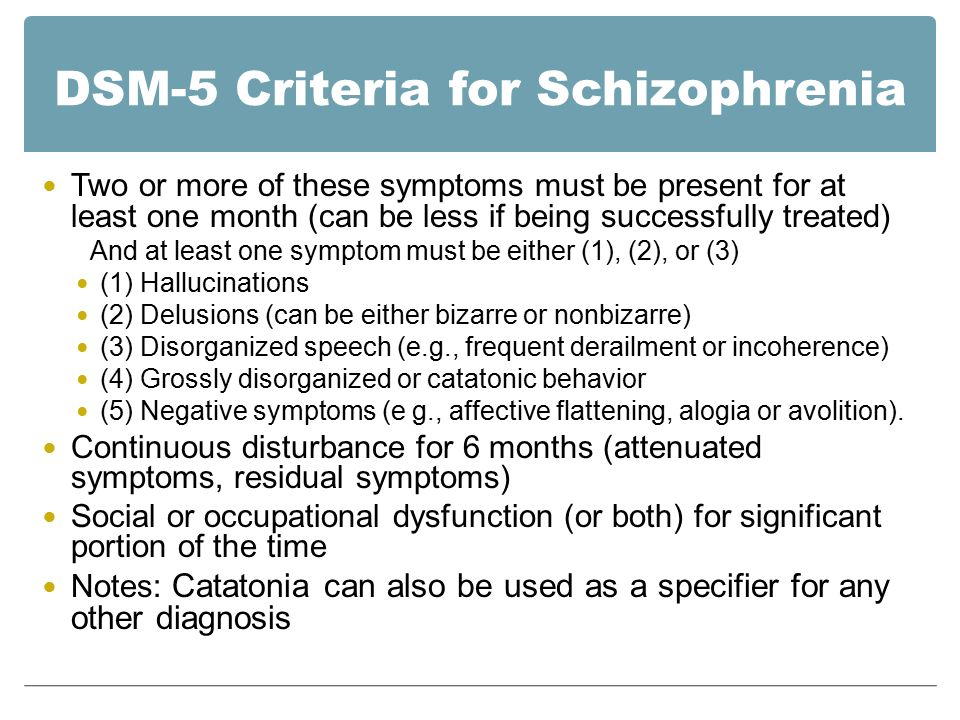 DSM-5 Criteria for Schizophrenia
Two or more of these symptoms must be present for at
least one month (can be less if being successfully treated)
And at least one symptom must be either (1), (2), or (3)
(1) Hallucinations
(2) Delusions (can be either bizarre or nonbizarre)
(3) Disorganized speech (e.g., frequent derailment or incoherence)
(4) Grossly disorganized or catatonic behavior
(5) Negative symptoms (e g., affective flattening, alogia or avolition).
Continuous disturbance for 6 months (attenuated
symptoms, residual symptoms)
Social or occupational dysfunction (or both) for significant
portion of the time
Notes: Catatonia can also be used as a specifier for any
other diagnosis